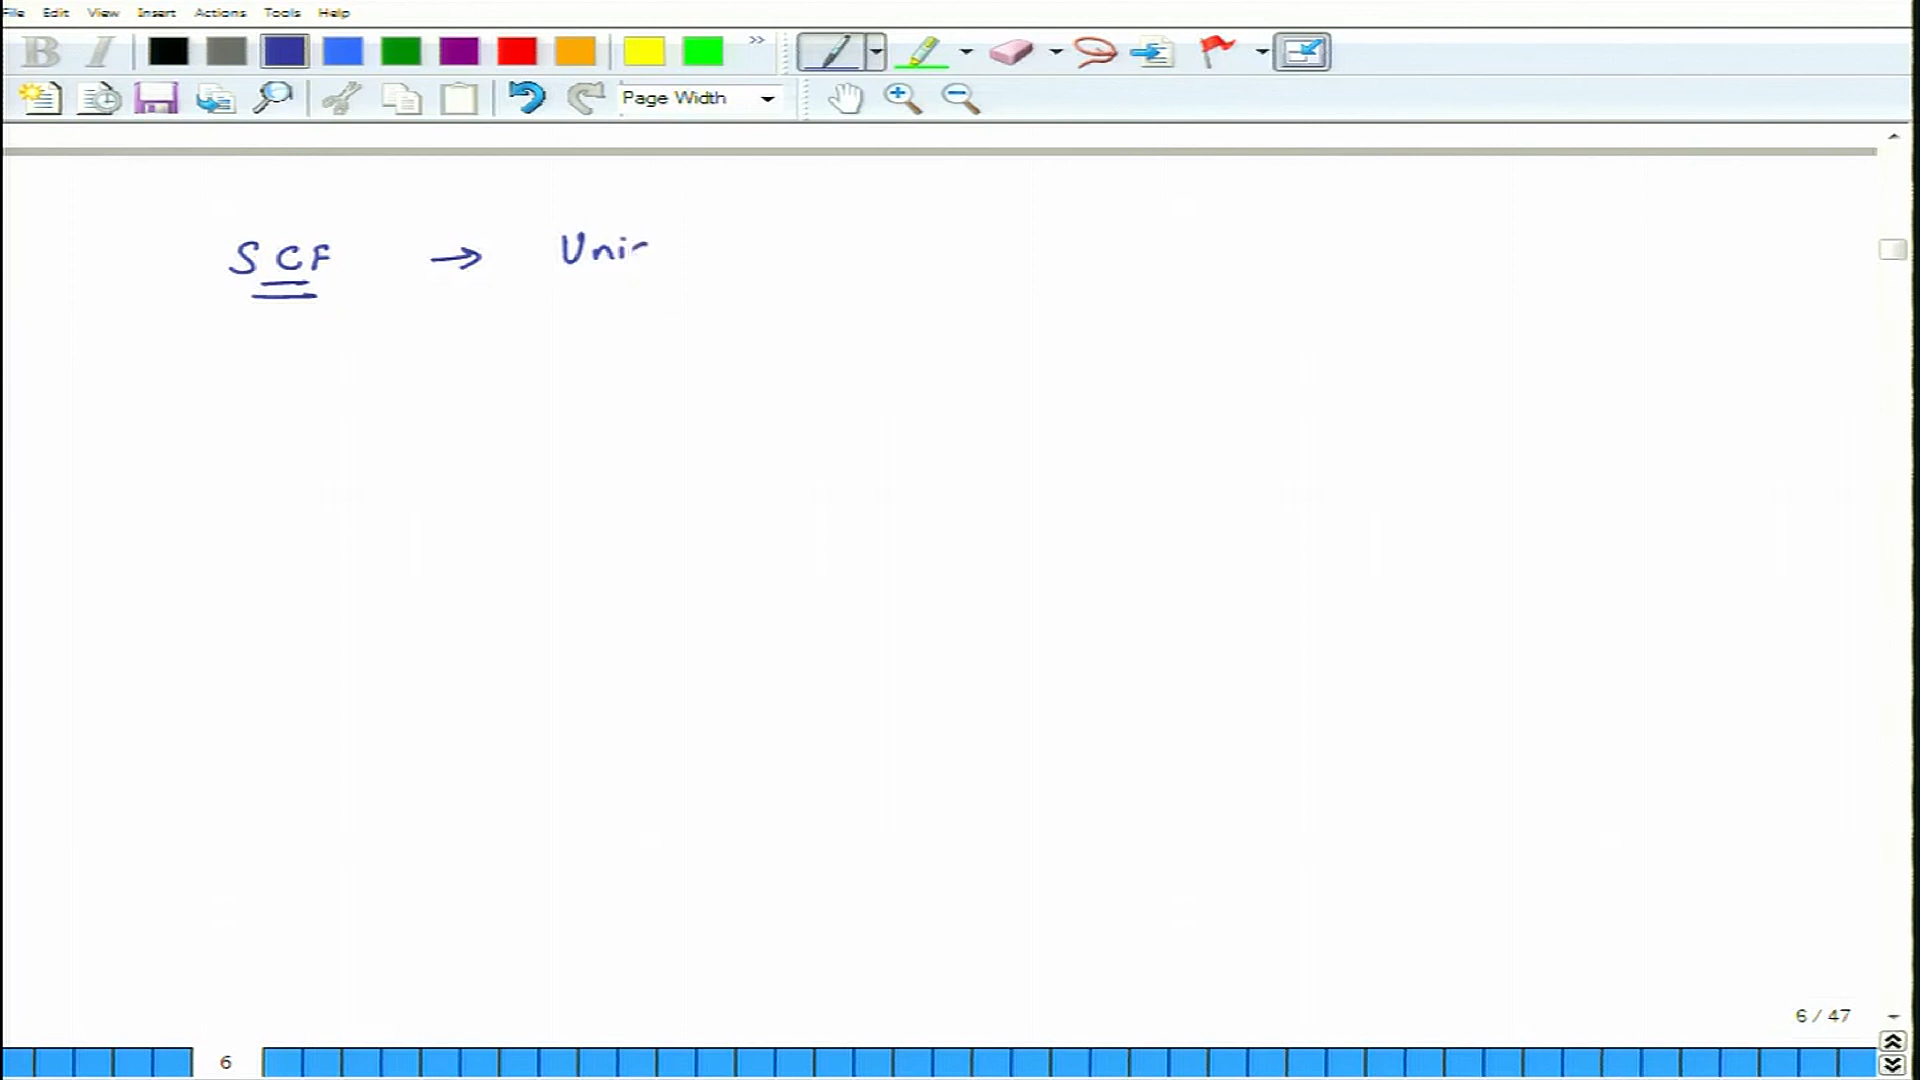 File Edit View Insert Actions Tools Help
B I Page Width
SCF → Uni
6 / 47
6